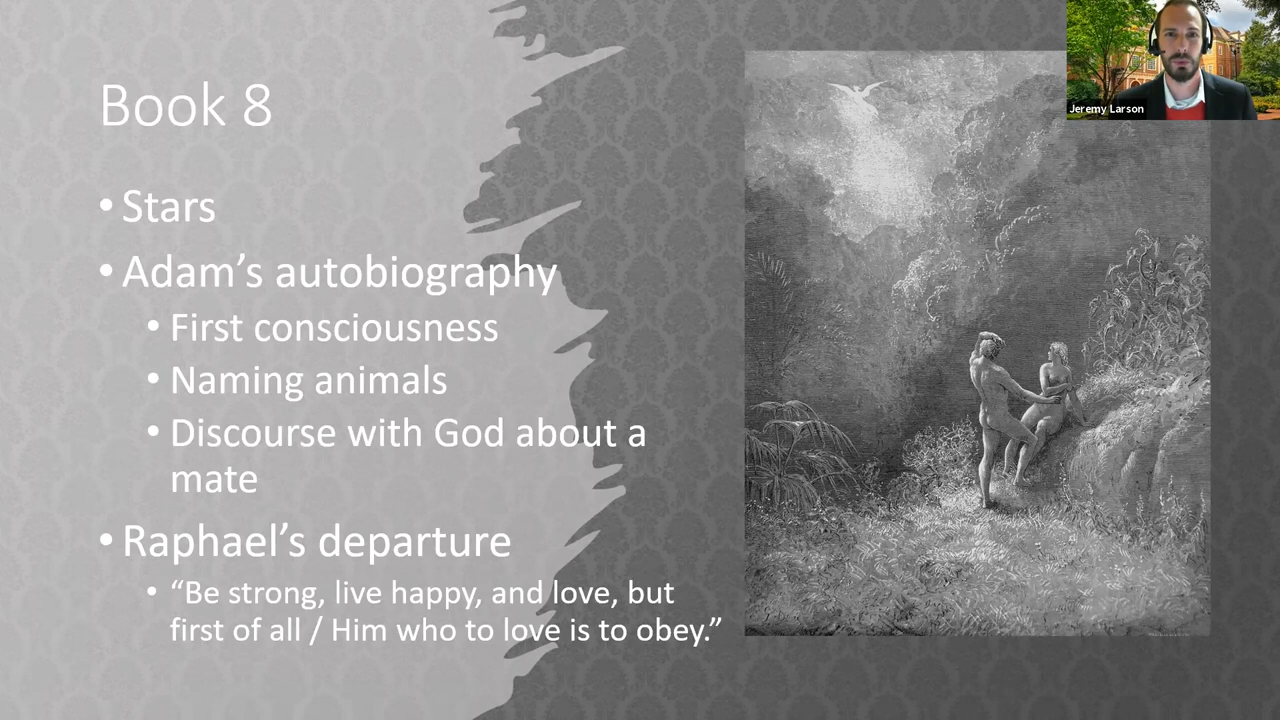 Jeremy Larson
Book 8
• Stars
• Adam’s autobiography
• First consciousness
• Naming animals
• Discourse with God about a
mate
• Raphael’s departure
• “Be strong, live happy, and love, but
first of all / Him who to love is to obey.”